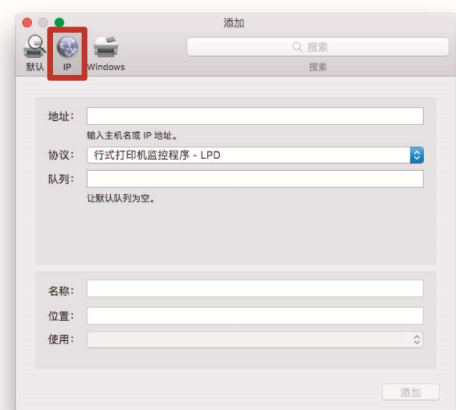 添加
搜索
默认 IP Windows 搜索
地址：
输入主机名或 IP 地址。
协议： 行式打印机监控程序 - LPD
队列：
让默认队列为空。
名称：
位置：
使用：
添加